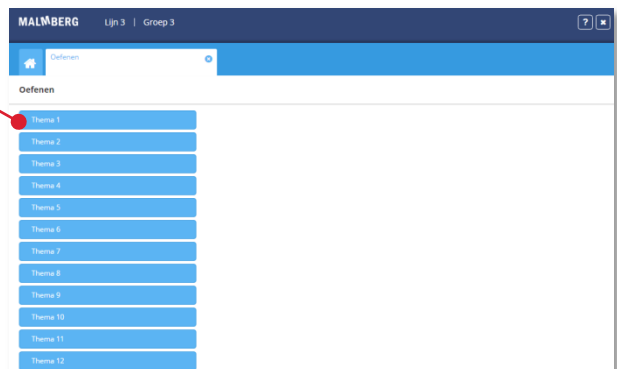 MALMBERG Lijn 3 | Groep 3 ?
Oefenen
Oefenen
Thema 1
Thema 2
Thema 3
Thema 4
Thema 5
Thema 6
Thema 7
Thema 8
Thema 9
Thema 10
Thema 11
Thema 12